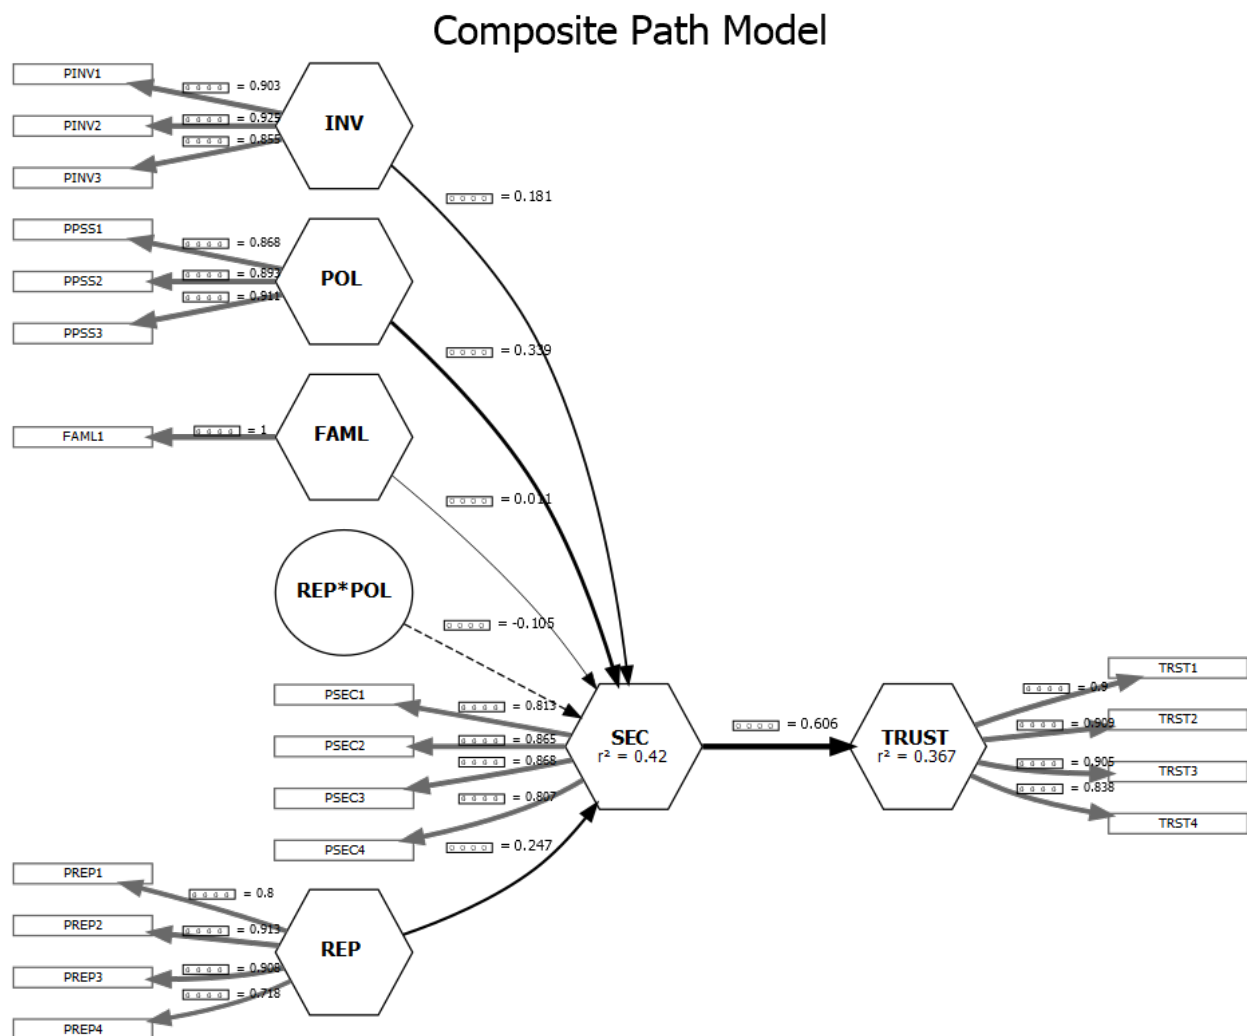 Composite Path Model
PINV1
= 0.903
PINV2
= 0.925
PINV3
= 0.855
INV
= 0.181
PPSS1
= 0.868
PPSS2
= 0.893
PPSS3
= 0.911
POL
= 0.339
FAML1
= 1
FAML
= 0.011
REP*POL
= -0.105
PSEC1
= 0.813
PSEC2
= 0.865
PSEC3
= 0.868
PSEC4
= 0.807
SEC
r² = 0.42
= 0.606
TRUST
r² = 0.367
= 0.9
TRST1
= 0.909
TRST2
= 0.905
TRST3
= 0.838
TRST4
= 0.247
PREP1
= 0.8
PREP2
= 0.913
PREP3
= 0.908
PREP4
= 0.718
REP